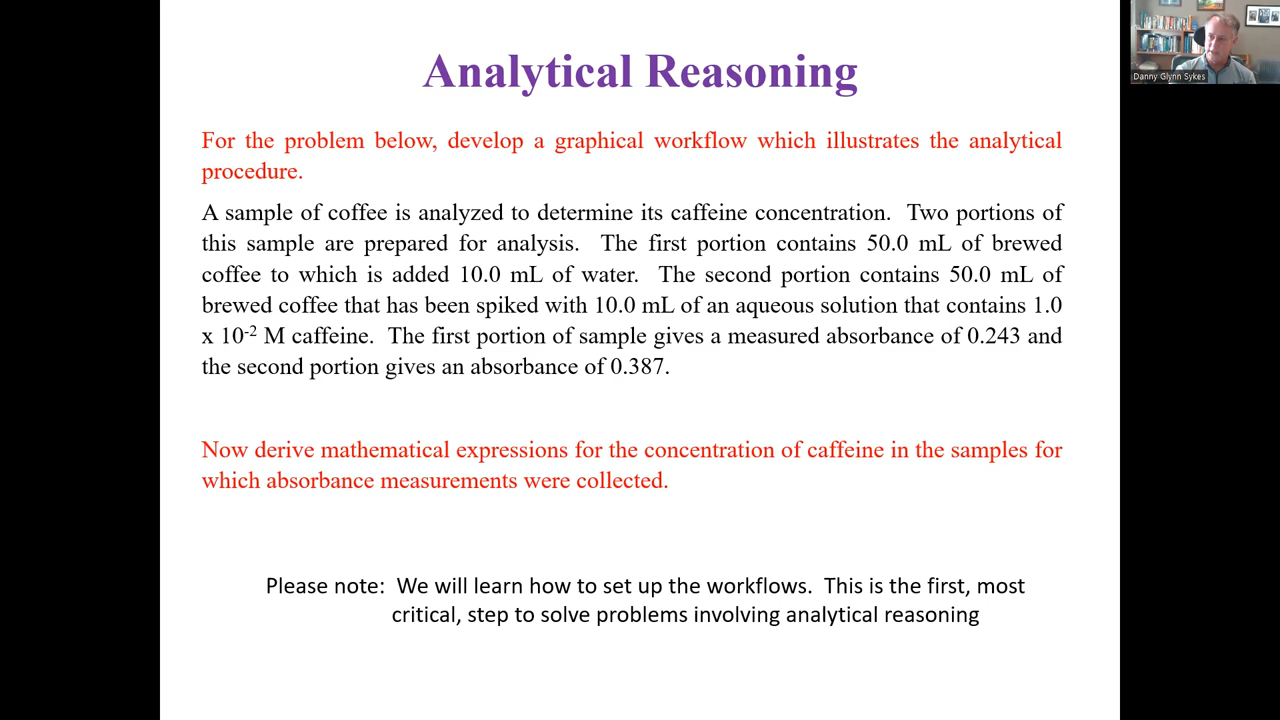 Analytical Reasoning
For the problem below, develop a graphical workflow which illustrates the analytical
procedure.
A sample of coffee is analyzed to determine its caffeine concentration. Two portions of
this sample are prepared for analysis. The first portion contains 50.0 mL of brewed
coffee to which is added 10.0 mL of water. The second portion contains 50.0 mL of
brewed coffee that has been spiked with 10.0 mL of an aqueous solution that contains 1.0
x 10⁻² M caffeine. The first portion of sample gives a measured absorbance of 0.243 and
the second portion gives an absorbance of 0.387.
Now derive mathematical expressions for the concentration of caffeine in the samples for
which absorbance measurements were collected.
Please note: We will learn how to set up the workflows. This is the first, most
critical, step to solve problems involving analytical reasoning
Danny Glynn Sykes